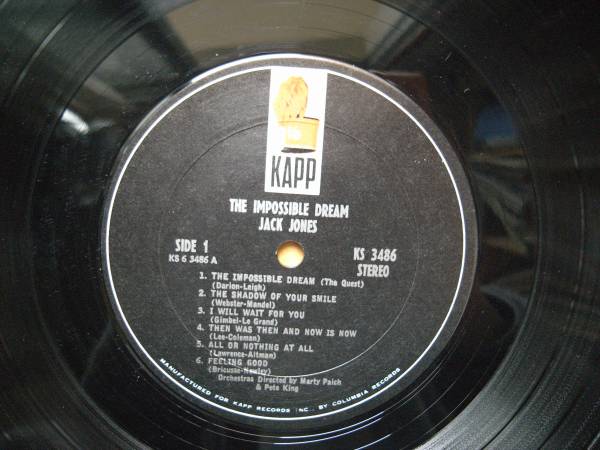 KAPP
THE IMPOSSIBLE DREAM
JACK JONES
SIDE 1
KS 6 3486 A
KS 3486
STEREO
1. THE IMPOSSIBLE DREAM (The Quest)
(Darion-Leigh)
2. THE SHADOW OF YOUR SMILE
(Webster-Mandel)
3. I WILL WAIT FOR YOU
(Gimbel-Le Grand)
4. THEN WAS THEN AND NOW IS NOW
(Lee-Coleman)
5. ALL OR NOTHING AT ALL
(Lawrence-Altman)
6. FEELING GOOD
(Bricusse-Newley)
Orchestras Directed by Marty Paich
& Pete King
MANUFACTURED FOR KAPP RECORDS INC., BY COLUMBIA RECORDS